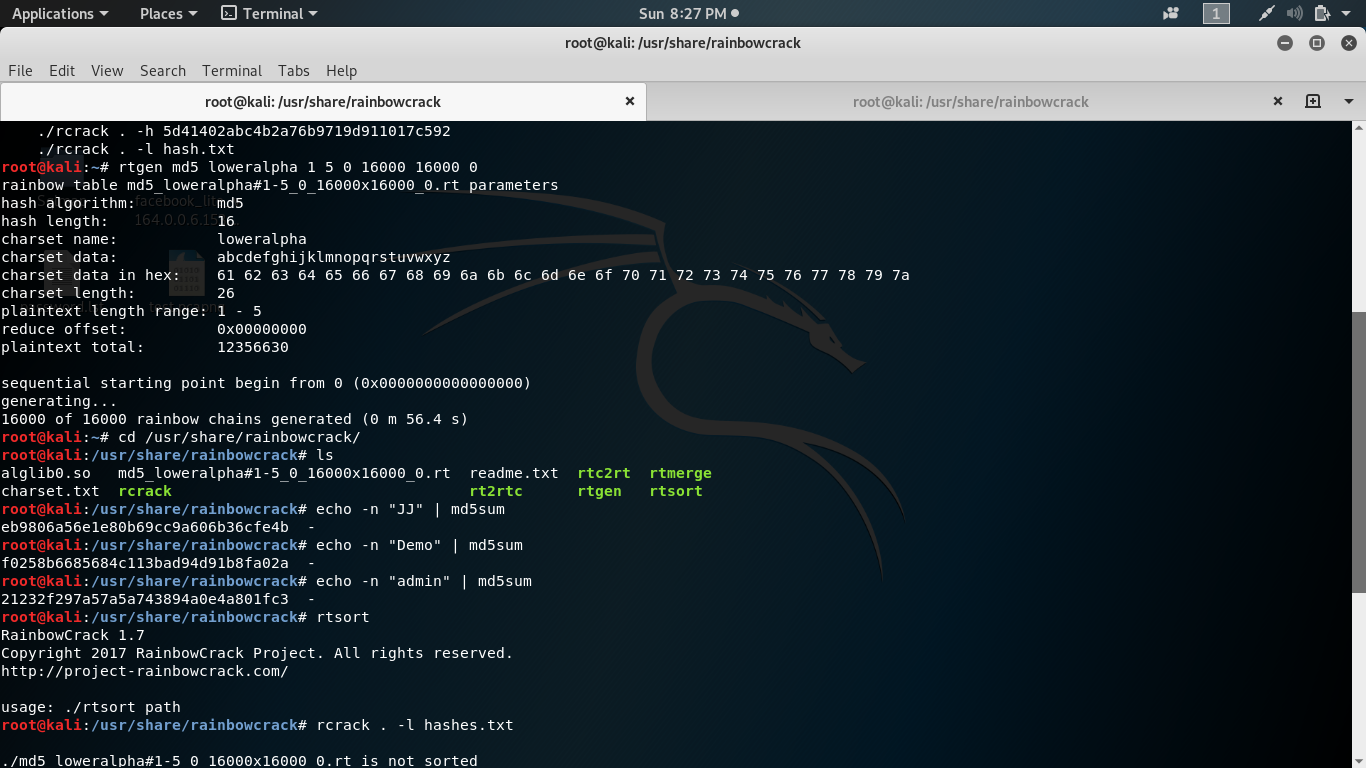 Applications Places Terminal Sun 8:27 PM 1
root@kali: /usr/share/rainbowcrack
File Edit View Search Terminal Tabs Help
root@kali: /usr/share/rainbowcrack × root@kali: /usr/share/rainbowcrack ×
./rcrack . -h 5d41402abc4b2a76b9719d911017c592
./rcrack . -l hash.txt
root@kali:~# rtgen md5 loweralpha 1 5 0 16000 16000 0
rainbow table md5_loweralpha#1-5_0_16000x16000_0.rt parameters
hash algorithm: md5
hash length: 16
charset name: loweralpha
charset data: abcdefghijklmnopqrstuvwxyz
charset data in hex: 61 62 63 64 65 66 67 68 69 6a 6b 6c 6d 6e 6f 70 71 72 73 74 75 76 77 78 79 7a
charset length: 26
plaintext length range: 1 - 5
reduce offset: 0x00000000
plaintext total: 12356630
sequential starting point begin from 0 (0x0000000000000000)
generating...
16000 of 16000 rainbow chains generated (0 m 56.4 s)
root@kali:~# cd /usr/share/rainbowcrack/
root@kali:/usr/share/rainbowcrack# ls
alglib0.so md5_loweralpha#1-5_0_16000x16000_0.rt readme.txt rtc2rt rtmerge
charset.txt rcrack rt2rtc rtgen rtsort
root@kali:/usr/share/rainbowcrack# echo -n "JJ" | md5sum
eb9806a56e1e80b69cc9a606b36cfe4b -
root@kali:/usr/share/rainbowcrack# echo -n "Demo" | md5sum
f0258b6685684c113bad94d91b8fa02a -
root@kali:/usr/share/rainbowcrack# echo -n "admin" | md5sum
21232f297a57a5a743894a0e4a801fc3 -
root@kali:/usr/share/rainbowcrack# rtsort
RainbowCrack 1.7
Copyright 2017 RainbowCrack Project. All rights reserved.
http://project-rainbowcrack.com/
usage: ./rtsort path
root@kali:/usr/share/rainbowcrack# rcrack . -l hashes.txt
./md5_loweralpha#1-5_0_16000x16000_0.rt is not sorted